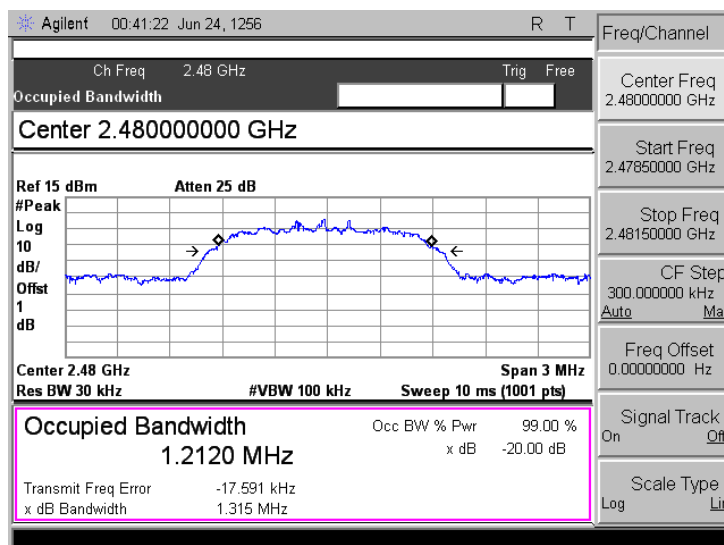 Agilent 00:41:22 Jun 24, 1256 R T
Freq/Channel
Ch Freq 2.48 GHz Trig Free
Occupied Bandwidth
Center 2.480000000 GHz
Center Freq
2.48000000 GHz
Start Freq
2.47850000 GHz
Stop Freq
2.48150000 GHz
CF Step
300.000000 kHz
Auto Ma
Freq Offset
0.00000000 Hz
Signal Track
On Off
Scale Type
Log Lin
Ref 15 dBm Atten 25 dB
#Peak
Log
10
dB/
Offst
1
dB
Center 2.48 GHz Span 3 MHz
Res BW 30 kHz #VBW 100 kHz Sweep 10 ms (1001 pts)
Occupied Bandwidth
1.2120 MHz
Occ BW % Pwr 99.00 %
x dB -20.00 dB
Transmit Freq Error -17.591 kHz
x dB Bandwidth 1.315 MHz